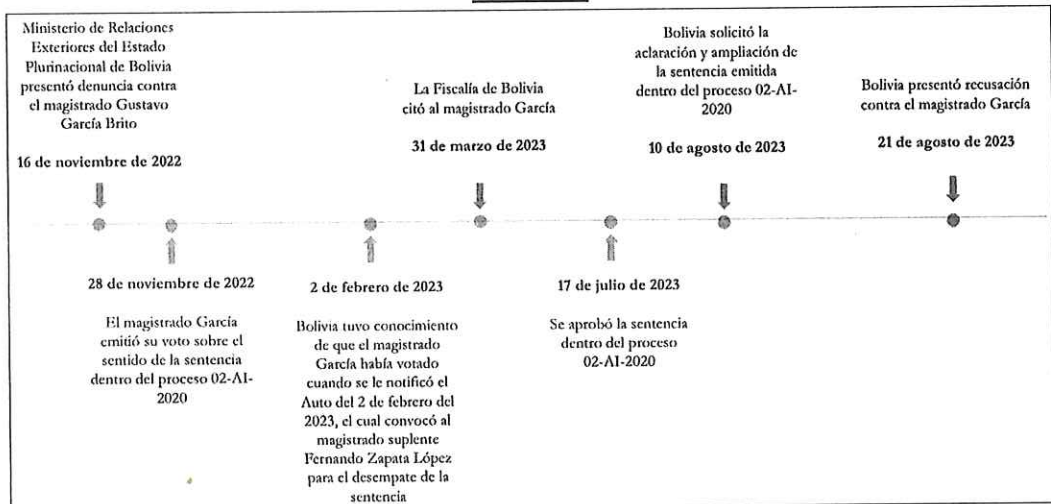 Ministerio de Relaciones
Exteriores del Estado
Plurinacional de Bolivia
presentó denuncia contra
el magistrado Gustavo
García Brito
16 de noviembre de 2022
La Fiscalía de Bolivia
citó al magistrado García
31 de marzo de 2023
Bolivia solicitó la
aclaración y ampliación de
la sentencia emitida
dentro del proceso 02-AI-
2020
10 de agosto de 2023
Bolivia presentó recusación
contra el magistrado García
21 de agosto de 2023
28 de noviembre de 2022
El magistrado García
emitió su voto sobre el
sentido de la sentencia
dentro del proceso 02-AI-
2020
2 de febrero de 2023
Bolivia tuvo conocimiento
de que el magistrado
García había votado
cuando se le notificó el
Auto del 2 de febrero del
2023, el cual convocó al
magistrado suplente
Fernando Zapata López
para el desempate de la
sentencia
17 de julio de 2023
Se aprobó la sentencia
dentro del proceso
02-AI-2020